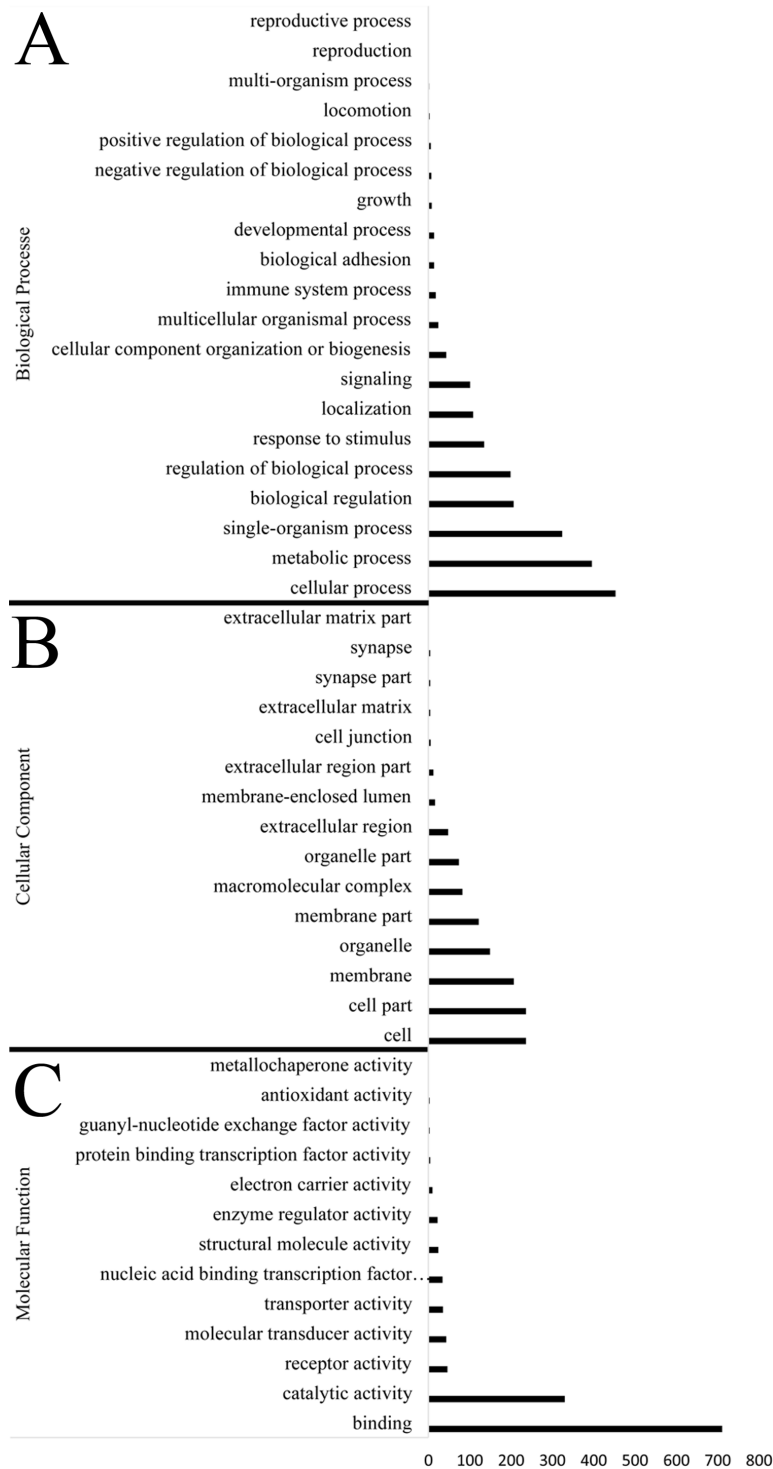 A
reproductive process
reproduction
multi-organism process
locomotion
positive regulation of biological process
negative regulation of biological process
growth
developmental process
biological adhesion
immune system process
multicellular organismal process
cellular component organization or biogenesis
signaling
localization
response to stimulus
regulation of biological process
biological regulation
single-organism process
metabolic process
cellular process
Biological Processe
B
extracellular matrix part
synapse
synapse part
extracellular matrix
cell junction
extracellular region part
membrane-enclosed lumen
extracellular region
organelle part
macromolecular complex
membrane part
organelle
membrane
cell part
cell
Cellular Component
C
metallochaperone activity
antioxidant activity
guanyl-nucleotide exchange factor activity
protein binding transcription factor activity
electron carrier activity
enzyme regulator activity
structural molecule activity
nucleic acid binding transcription factor…
transporter activity
molecular transducer activity
receptor activity
catalytic activity
binding
Molecular Function
0 100 200 300 400 500 600 700 800